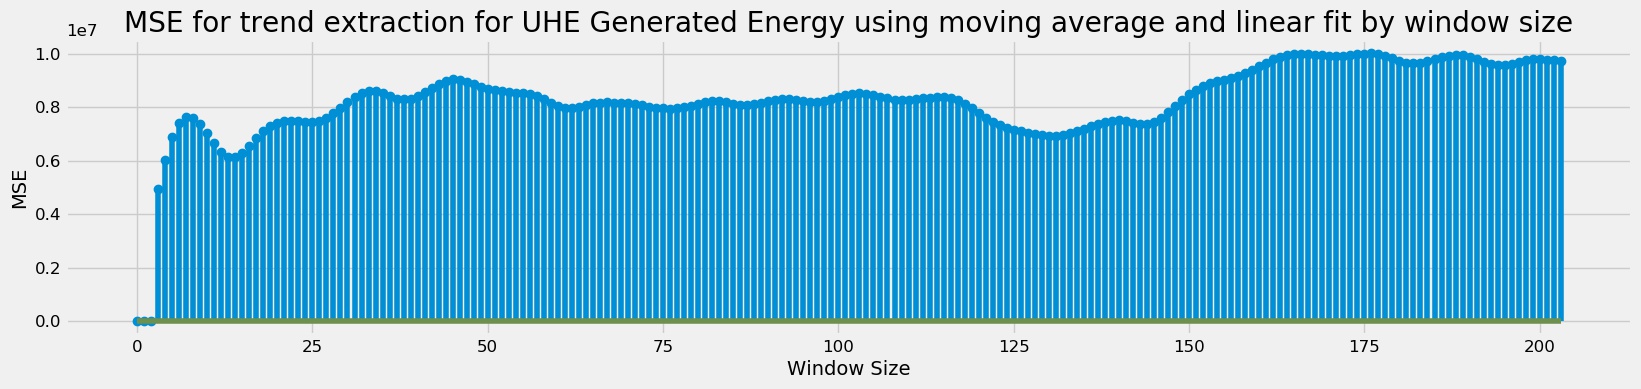 MSE for trend extraction for UHE Generated Energy using moving average and linear fit by window size
1e7
1.0
0.8
0.6
0.4
0.2
0.0
MSE
0 25 50 75 100 125 150 175 200
Window Size